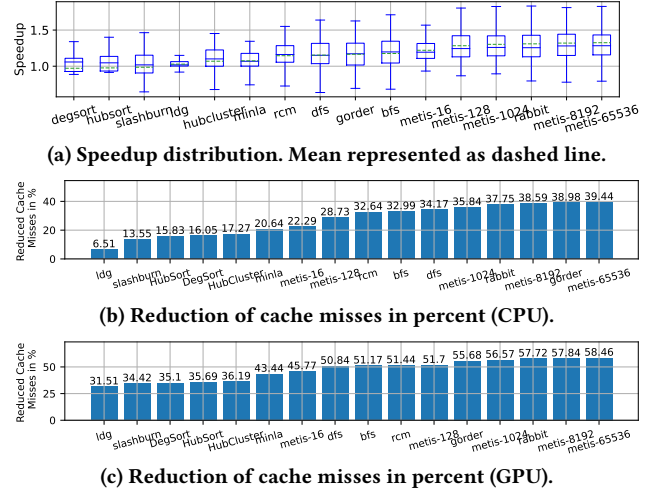 Speedup
1.5
1.0
degsort hubsort slashburn ldg hubcluster minla rcm dfs gorder bfs metis-16 metis-128 metis-1024 rabbit metis-8192 metis-65536
(a) Speedup distribution. Mean represented as dashed line.
Reduced Cache
Misses in %
40
20
0
6.51 13.55 15.83 16.05 17.27 20.64 22.29 28.73 32.64 32.99 34.17 35.84 37.75 38.59 38.98 39.44
ldg slashburn HubSort DegSort HubCluster minla metis-16 metis-128 rcm bfs dfs metis-1024 rabbit metis-8192 gorder metis-65536
(b) Reduction of cache misses in percent (CPU).
Reduced Cache
Misses in %
50
0
31.51 34.42 35.1 35.69 36.19 43.44 45.77 50.84 51.17 51.44 51.7 55.68 56.57 57.72 57.84 58.46
ldg slashburn DegSort HubSort HubCluster minla metis-16 dfs bfs rcm metis-128 gorder metis-1024 rabbit metis-8192 metis-65536
(c) Reduction of cache misses in percent (GPU).